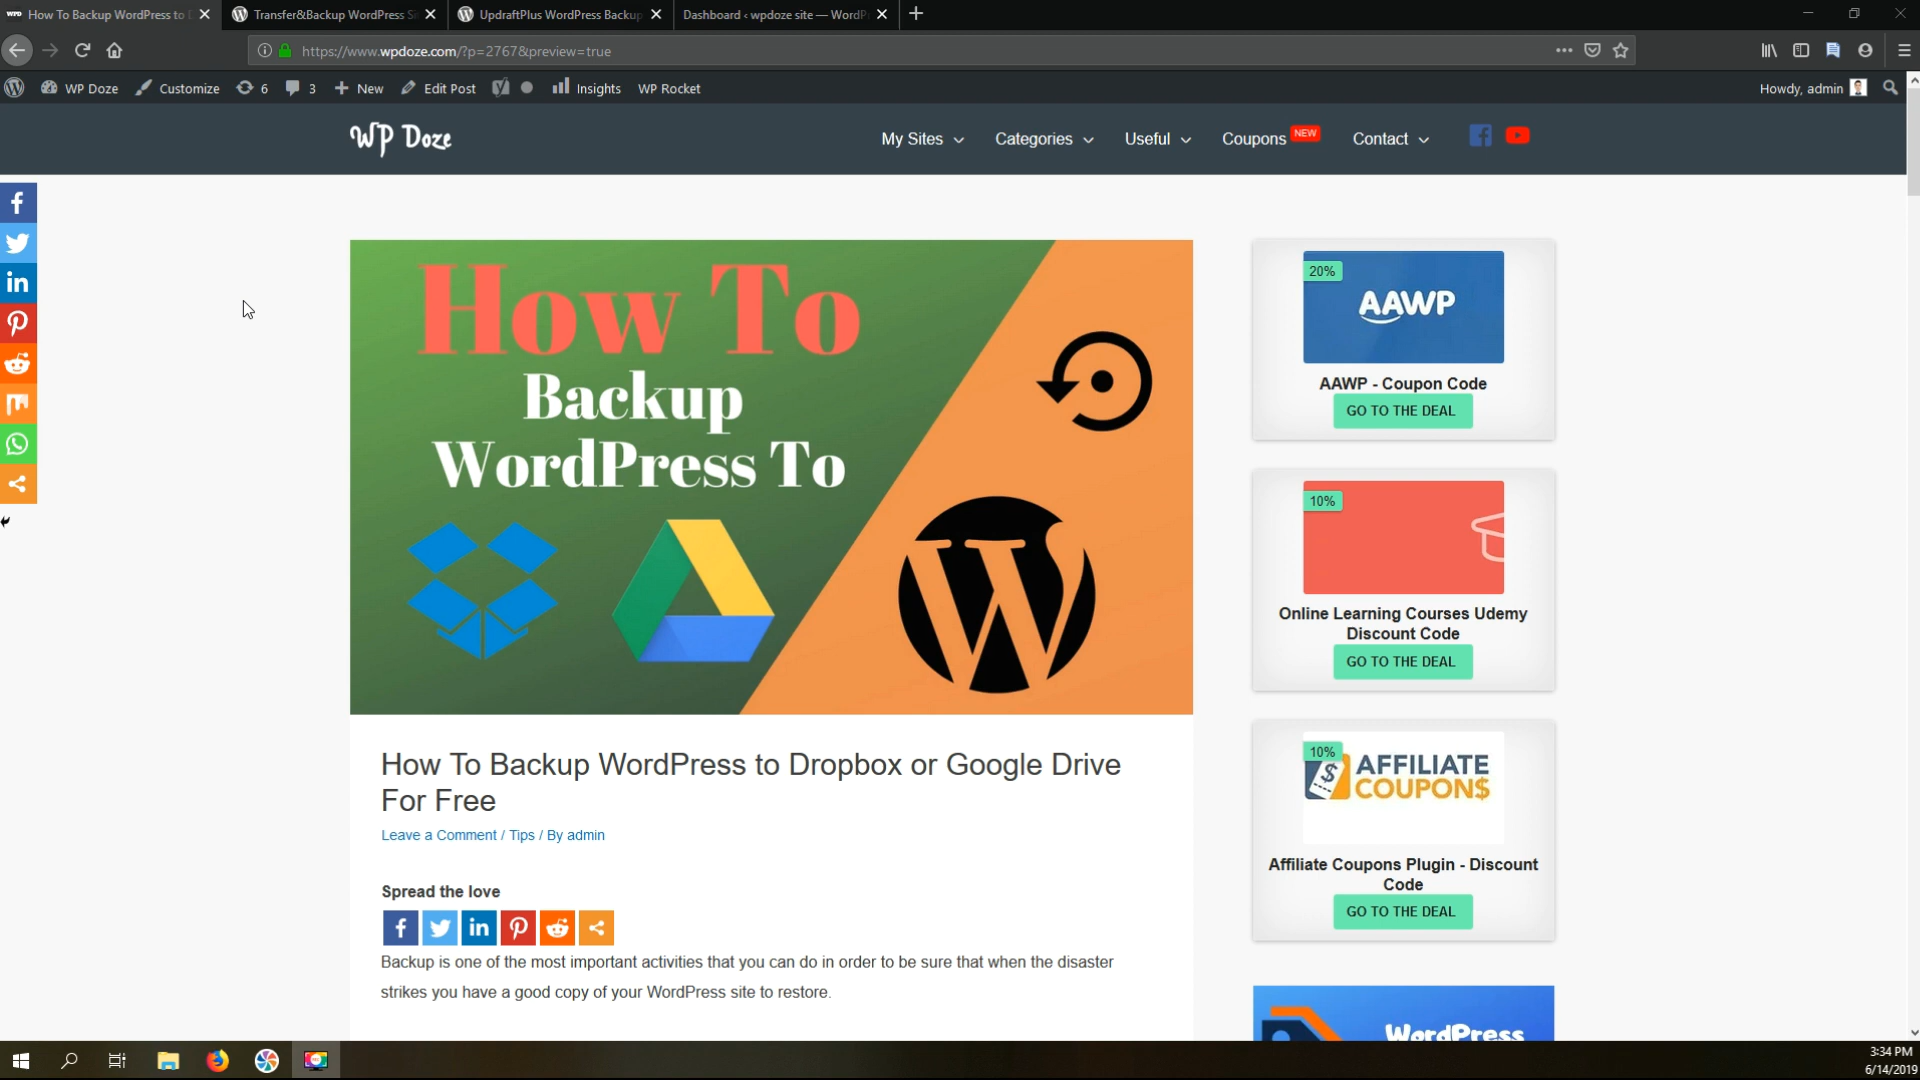 How To Backup WordPress to
Transfer&Backup WordPress Si
UpdraftPlus WordPress Backup
Dashboard ‹ wpdoze site — WordP
https://www.wpdoze.com/?p=2767&preview=true
WP Doze
Customize
6
3
New
Edit Post
Insights
WP Rocket
Howdy, admin
WP Doze
My Sites
Categories
Useful
Coupons
NEW
Contact
How To
Backup
WordPress To
How To Backup WordPress to Dropbox or Google Drive
For Free
Leave a Comment / Tips / By admin
Spread the love
Backup is one of the most important activities that you can do in order to be sure that when the disaster
strikes you have a good copy of your WordPress site to restore.
20%
AAWP
AAWP - Coupon Code
GO TO THE DEAL
10%
Online Learning Courses Udemy
Discount Code
GO TO THE DEAL
10%
AFFILIATE
COUPON$
Affiliate Coupons Plugin - Discount
Code
GO TO THE DEAL
WordPress
3:34 PM
6/14/2019